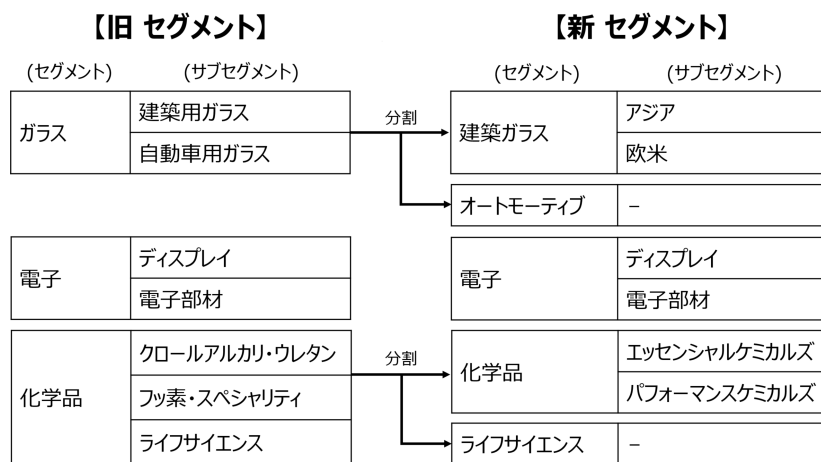 【旧 セグメント】
(セグメント) (サブセグメント)
ガラス
建築用ガラス
自動車用ガラス
電子
ディスプレイ
電子部材
化学品
クロールアルカリ・ウレタン
フッ素・スペシャリティ
ライフサイエンス
分割
分割
【新 セグメント】
(セグメント) (サブセグメント)
建築ガラス
アジア
欧米
オートモーティブ –
電子
ディスプレイ
電子部材
化学品
エッセンシャルケミカルズ
パフォーマンスケミカルズ
ライフサイエンス –